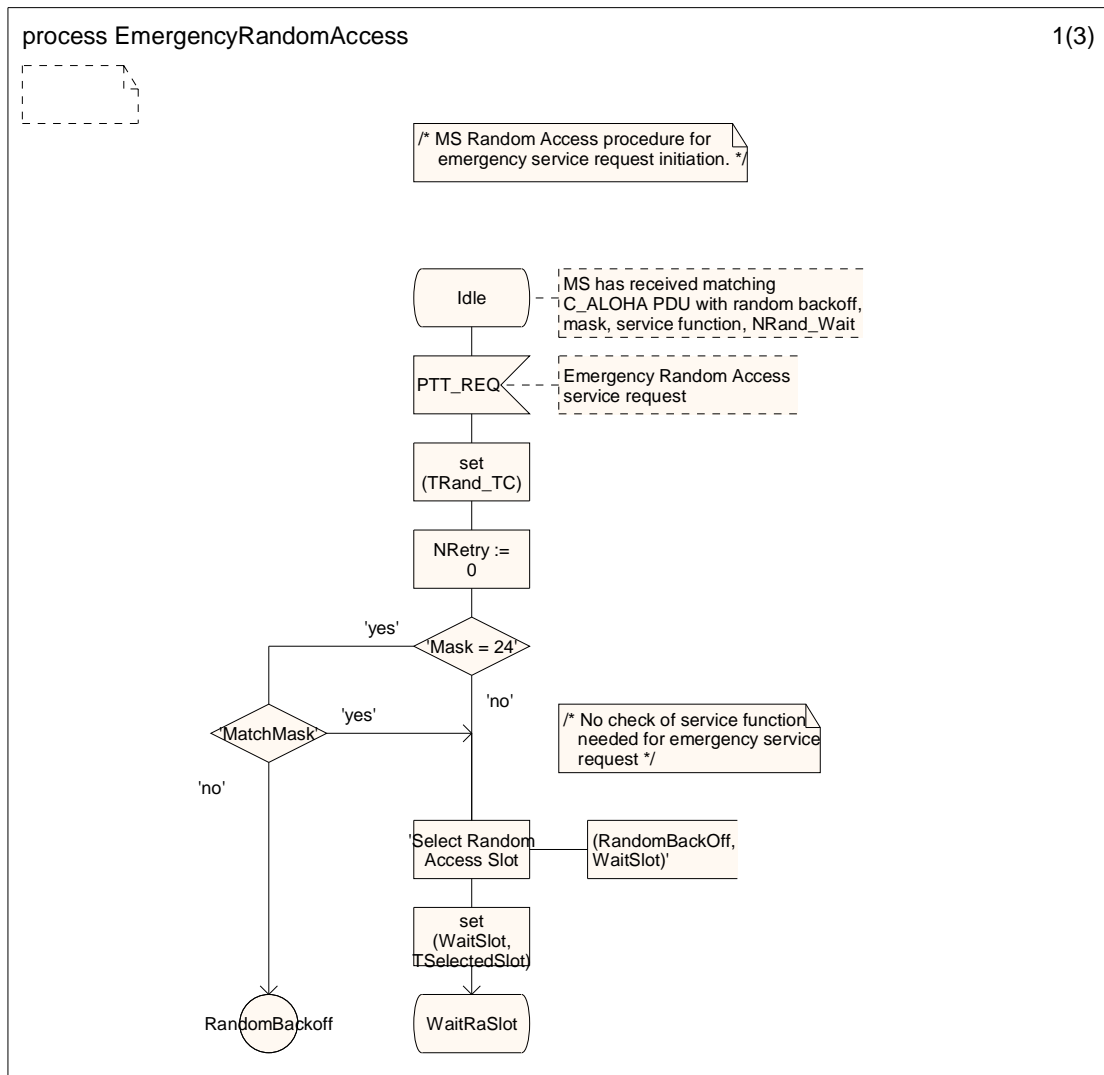 process EmergencyRandomAccess
1(3)
/* MS Random Access procedure for
emergency service request initiation. */
Idle
MS has received matching
C_ALOHA PDU with random backoff,
mask, service function, NRand_Wait
PTT_REQ
Emergency Random Access
service request
set
(TRand_TC)
NRetry :=
0
'yes'
'Mask = 24'
'no'
'MatchMask'
'yes'
/* No check of service function
needed for emergency service
request */
'no'
'Select Random
Access Slot
(RandomBackOff,
WaitSlot)'
set
(WaitSlot,
TSelectedSlot)
RandomBackoff
WaitRaSlot